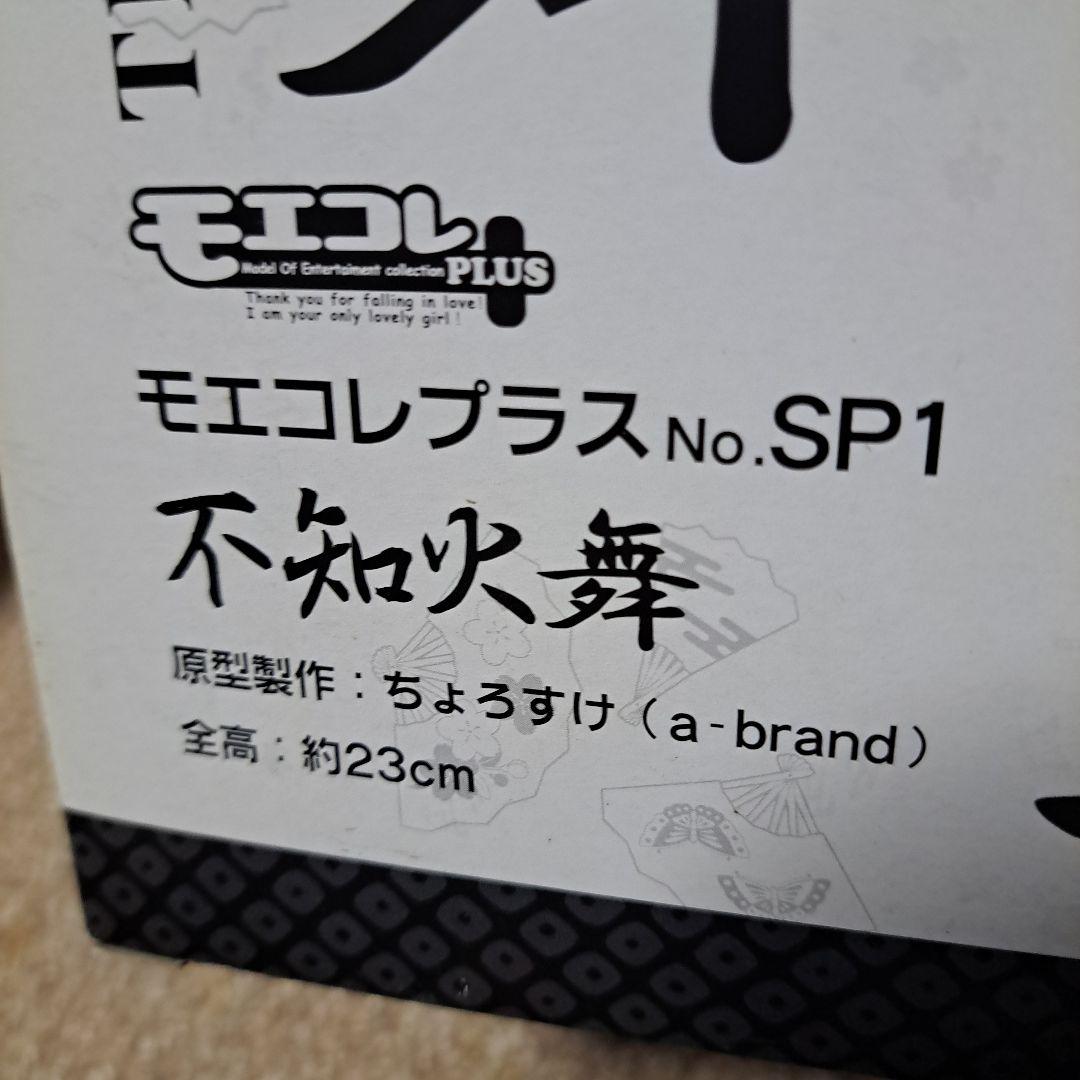 モエコレ
PLUS
Model Of Entertaiment collection
Thank you for falling in love!
I am your only lovely girl!
モエコレプラス No.SP1
不知火舞
原型製作：ちょろすけ（a-brand）
全高：約23cm